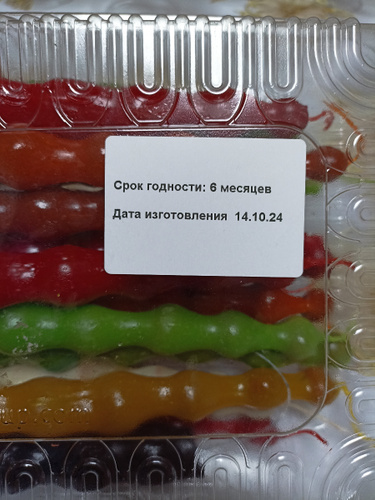 Срок годности: 6 месяцев
Дата изготовления 14.10.24